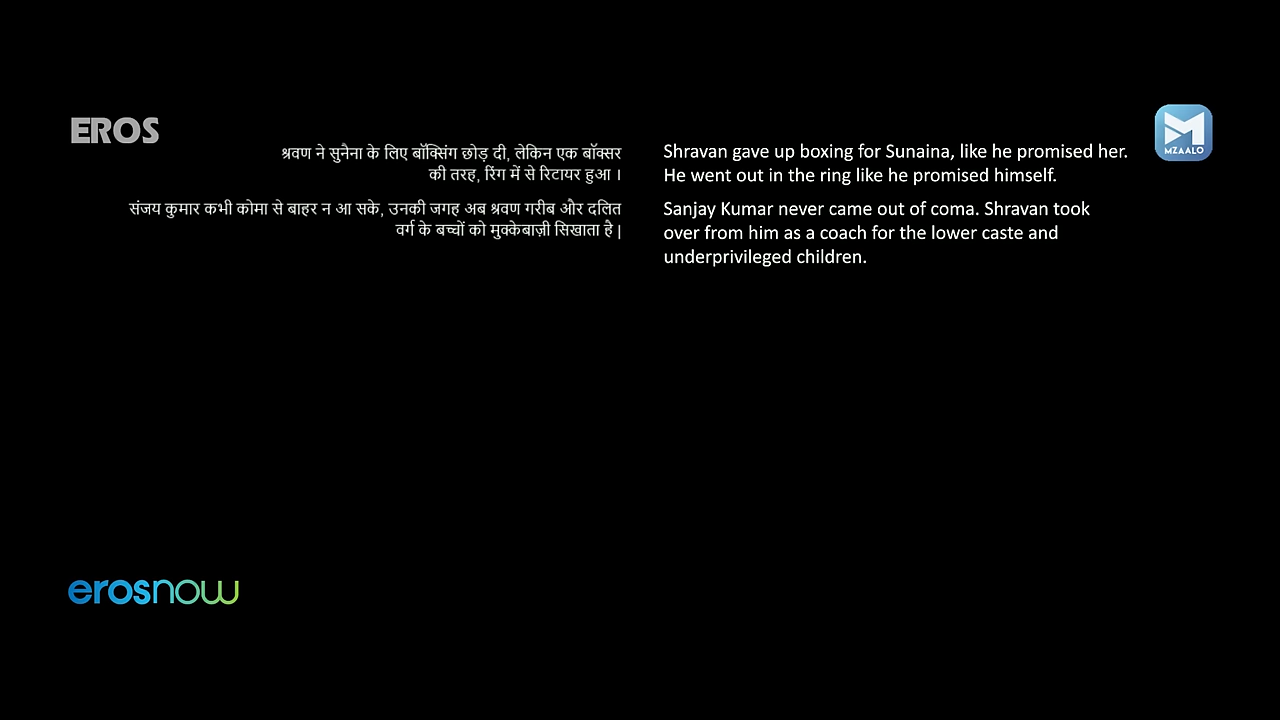 EROS
श्रवण ने सुनैना के लिए बॉक्सिंग छोड़ दी, लेकिन एक बॉक्सर
की तरह, रिंग में से रिटायर हुआ ।
संजय कुमार कभी कोमा से बाहर न आ सके, उनकी जगह अब श्रवण गरीब और दलित
वर्ग के बच्चों को मुक्केबाज़ी सिखाता है |
Shravan gave up boxing for Sunaina, like he promised her.
He went out in the ring like he promised himself.
Sanjay Kumar never came out of coma. Shravan took
over from him as a coach for the lower caste and
underprivileged children.
MZAALO
erosnow